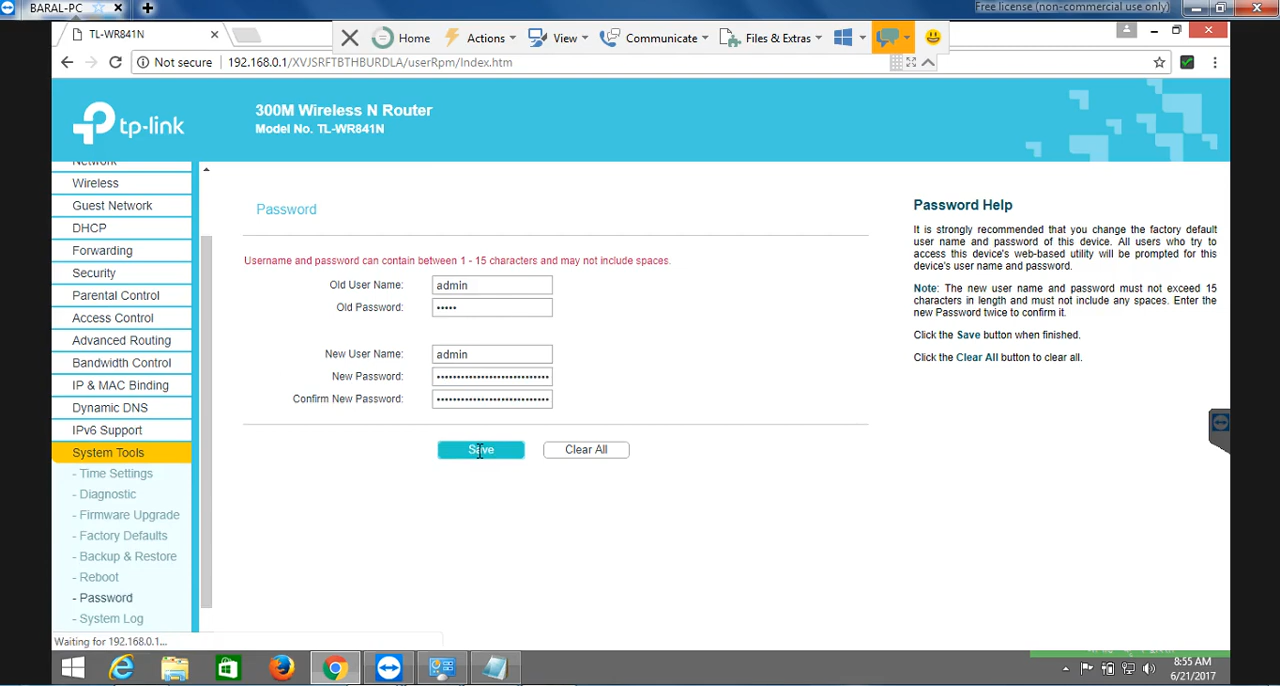 BARAL-PC
Free license (non-commercial use only)
TL-WR841N
Home
Actions
View
Communicate
Files & Extras
Not secure
192.168.0.1/XVJSRFTBTHBURDLA/userRpm/Index.htm
tp-link
300M Wireless N Router
Model No. TL-WR841N
Network
Wireless
Guest Network
DHCP
Forwarding
Security
Parental Control
Access Control
Advanced Routing
Bandwidth Control
IP & MAC Binding
Dynamic DNS
IPv6 Support
System Tools
- Time Settings
- Diagnostic
- Firmware Upgrade
- Factory Defaults
- Backup & Restore
- Reboot
- Password
- System Log
Password
Username and password can contain between 1 - 15 characters and may not include spaces.
Old User Name: admin
Old Password: •••••
New User Name: admin
New Password:
Confirm New Password:
Save
Clear All
Password Help
It is strongly recommended that you change the factory default
user name and password of this device. All users who try to
access this device's web-based utility will be prompted for this
device's user name and password.
Note: The new user name and password must not exceed 15
characters in length and must not include any spaces. Enter the
new Password twice to confirm it.
Click the Save button when finished.
Click the Clear All button to clear all.
Waiting for 192.168.0.1...
8:55 AM
6/21/2017